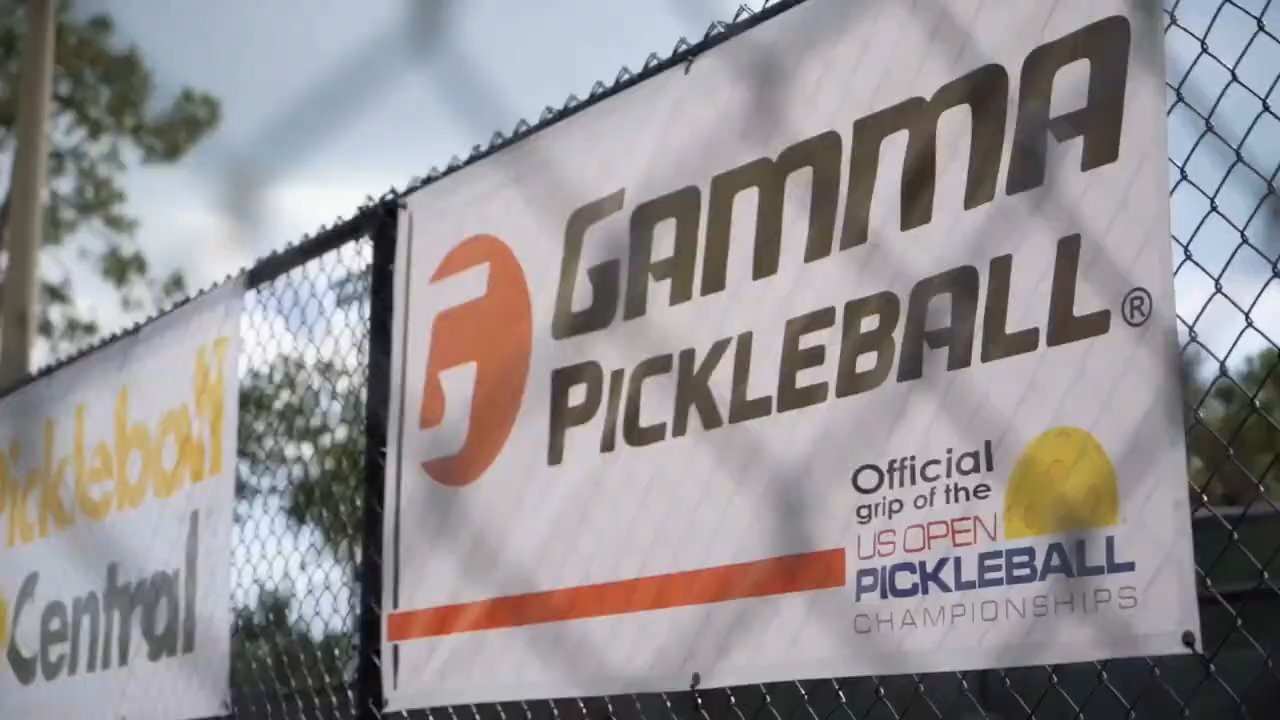 Pickleball
Central
GAMMA
PICKLEBALL®
Official
grip of the
US OPEN
PICKLEBALL
CHAMPIONSHIPS